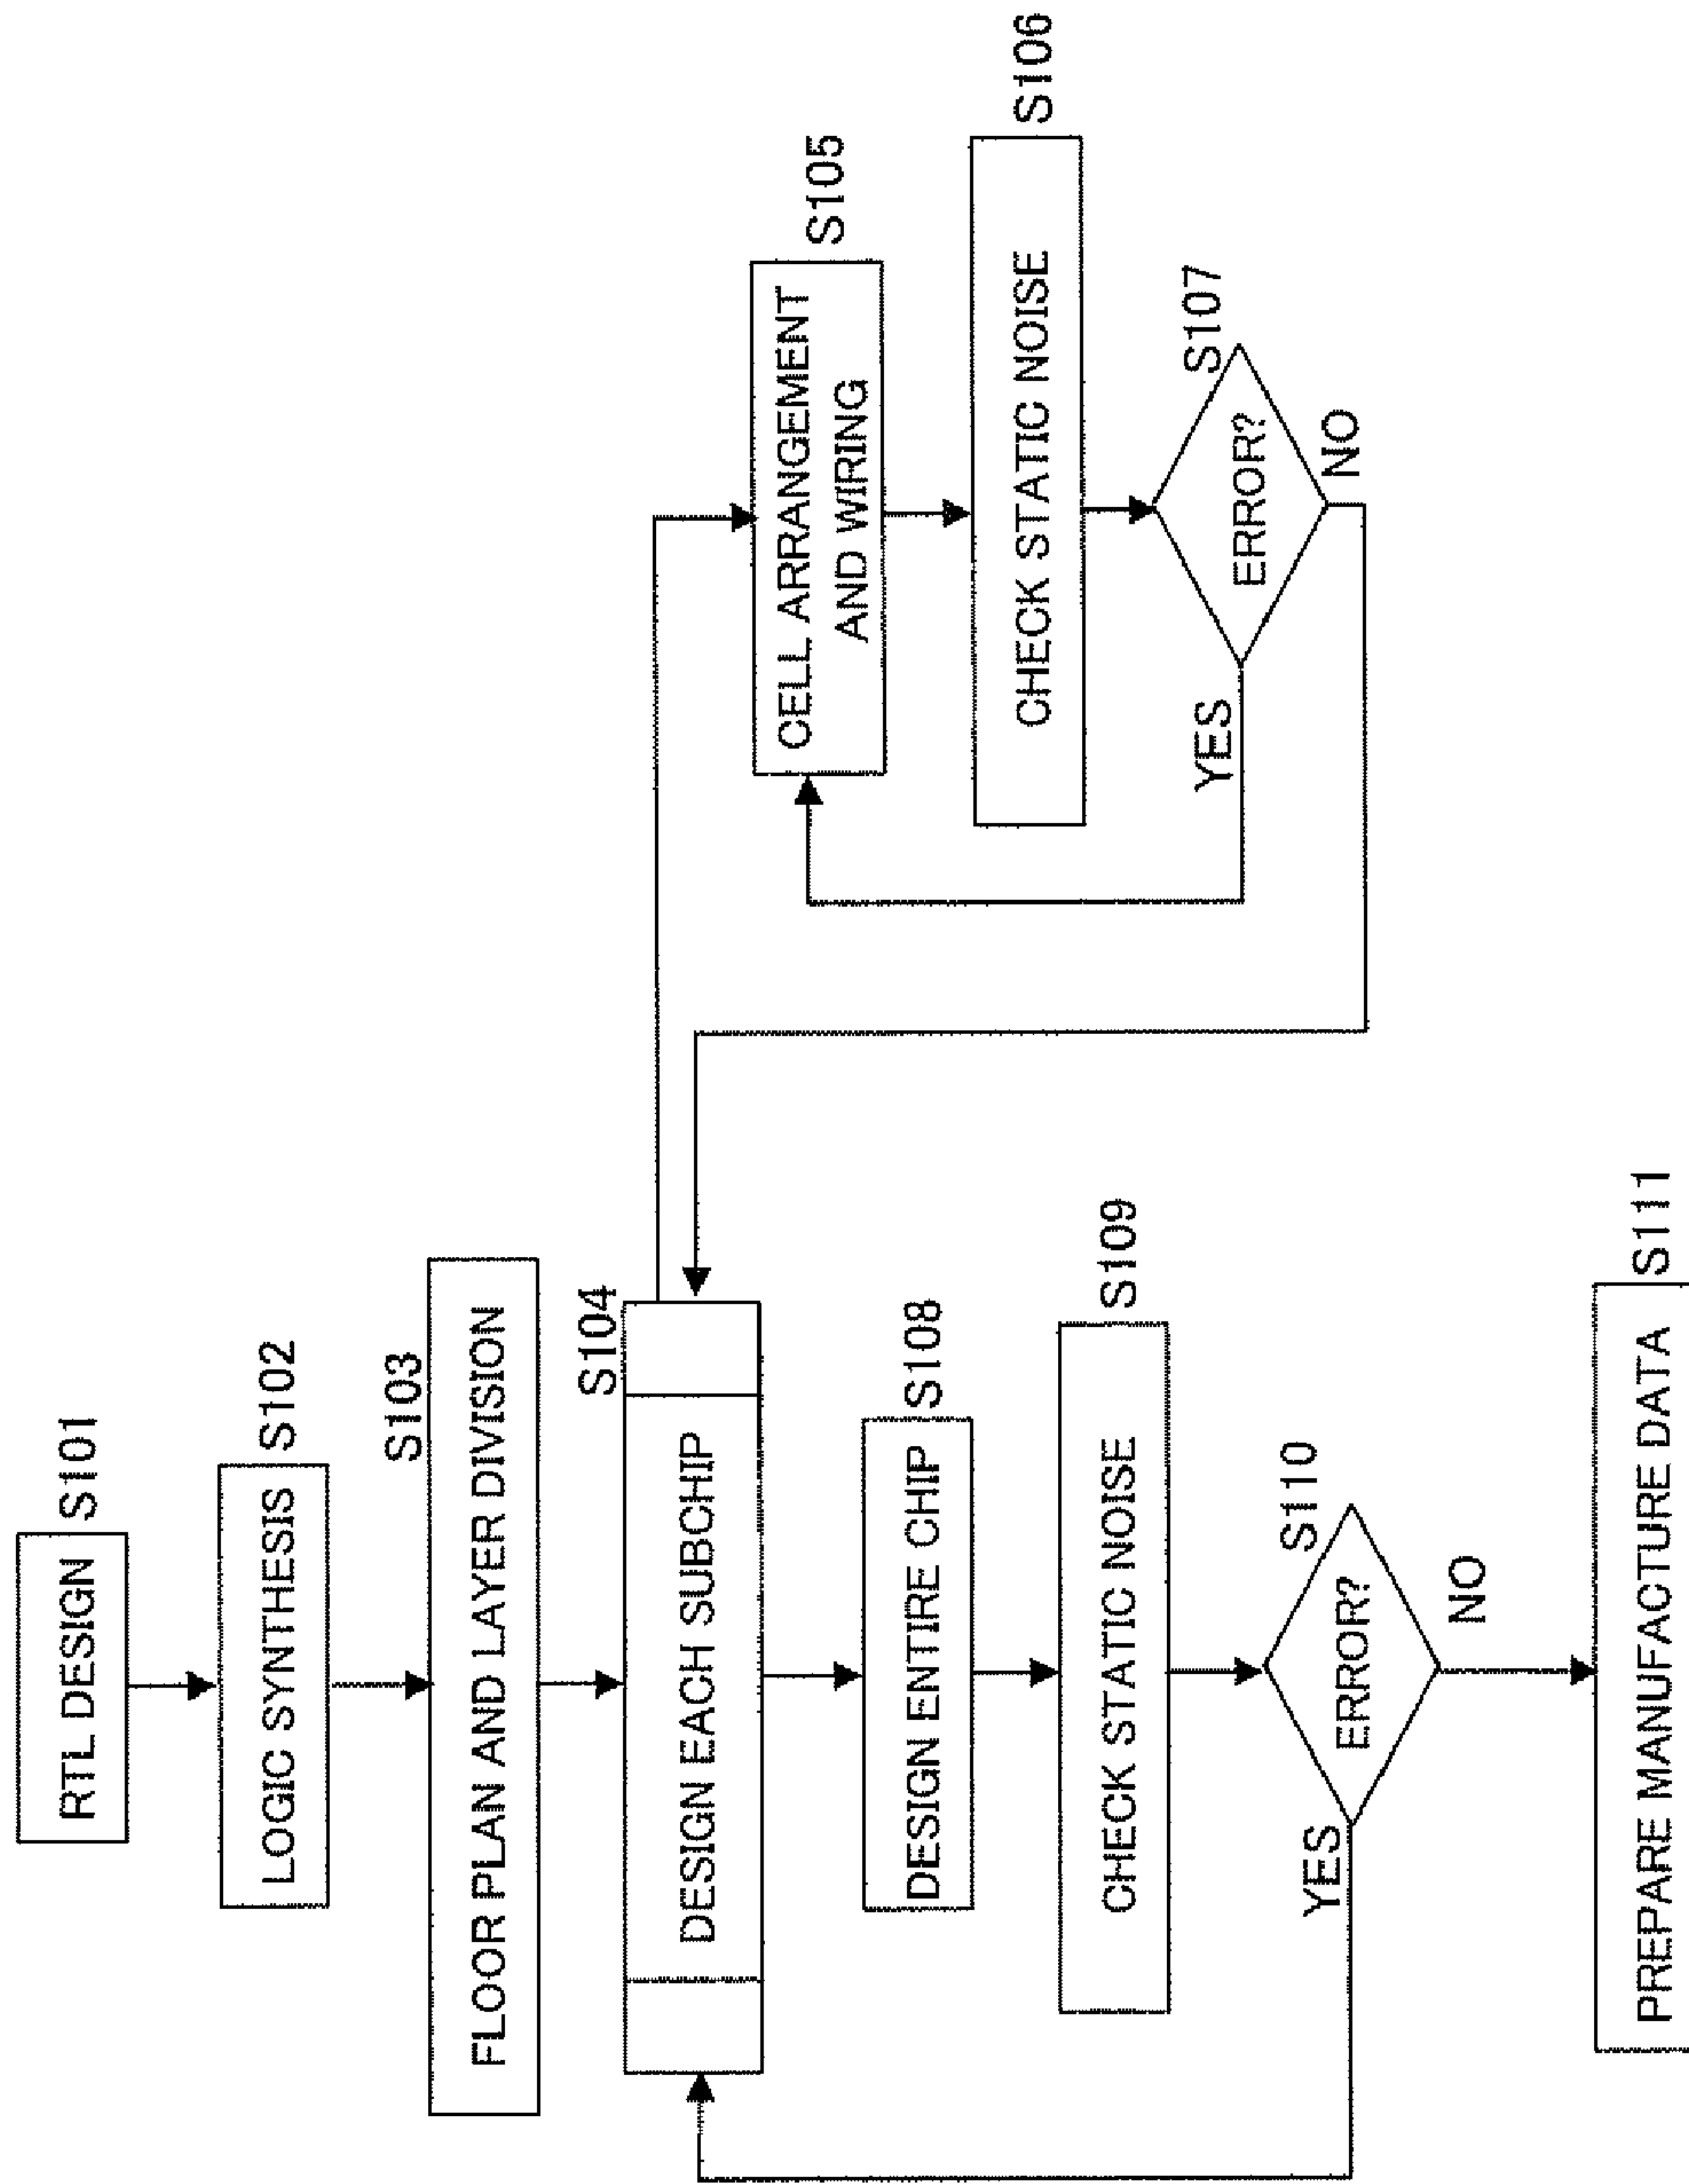 RTL DESIGN
S101
LOGIC SYNTHESIS
S102
S103
FLOOR PLAN AND LAYER DIVISION
S104
DESIGN EACH SUBCHIP
S105
CELL ARRANGEMENT
AND WIRING
S106
CHECK STATIC NOISE
S107
ERROR?
YES
NO
DESIGN ENTIRE CHIP
S108
CHECK STATIC NOISE
S109
S110
ERROR?
YES
NO
PREPARE MANUFACTURE DATA
S111